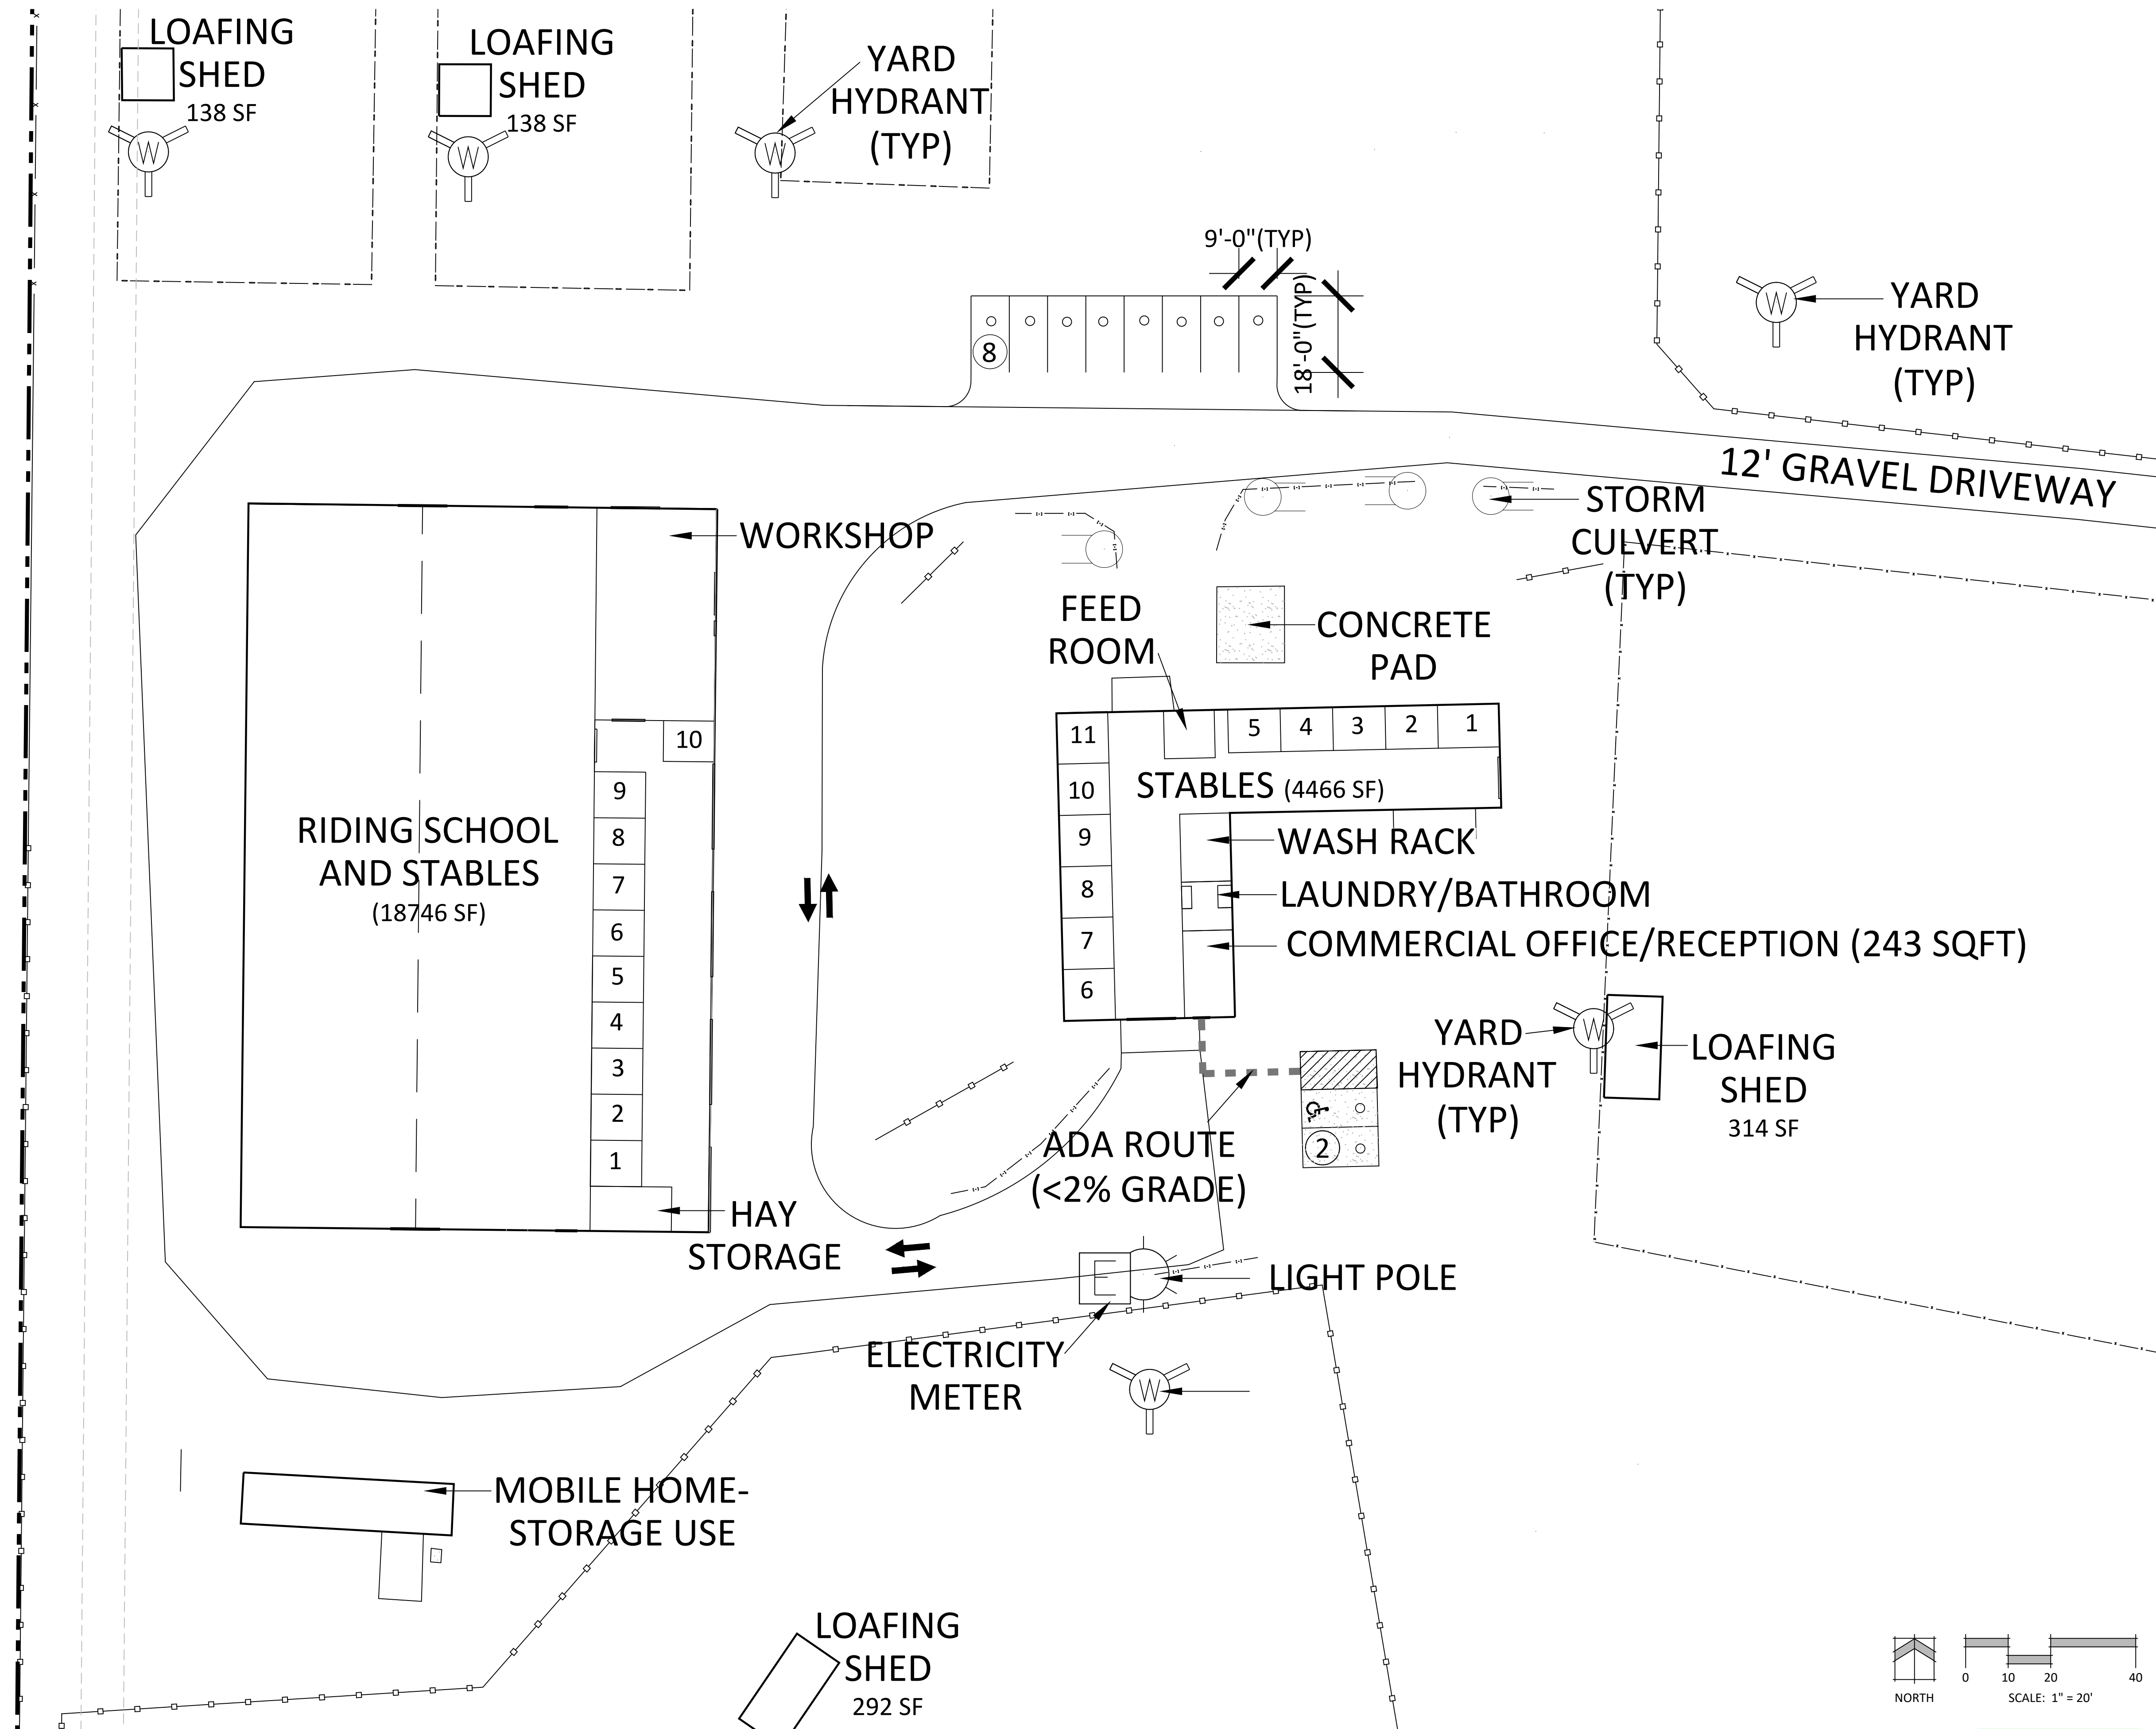 LOAFING
SHED
138 SF
LOAFING
SHED
138 SF
YARD
HYDRANT
(TYP)
W
W
W
9'-0"(TYP)
18'-0"(TYP)
8
W
YARD
HYDRANT
(TYP)
12' GRAVEL DRIVEWAY
STORM
CULVERT
(TYP)
WORKSHOP
FEED
ROOM
CONCRETE
PAD
10
9
8
7
6
5
4
3
2
1
RIDING SCHOOL
AND STABLES
(18746 SF)
11
10
9
8
7
6
5
4
3
2
1
STABLES (4466 SF)
WASH RACK
LAUNDRY/BATHROOM
COMMERCIAL OFFICE/RECEPTION (243 SQFT)
YARD
HYDRANT
(TYP)
W
LOAFING
SHED
314 SF
ADA ROUTE
(<2% GRADE)
2
HAY
STORAGE
LIGHT POLE
E
ELECTRICITY
METER
W
MOBILE HOME-
STORAGE USE
LOAFING
SHED
292 SF
NORTH
0 10 20 40
SCALE: 1" = 20'